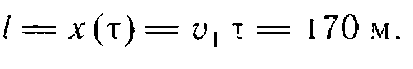 l = x(τ) = v₁ τ = 170 м.